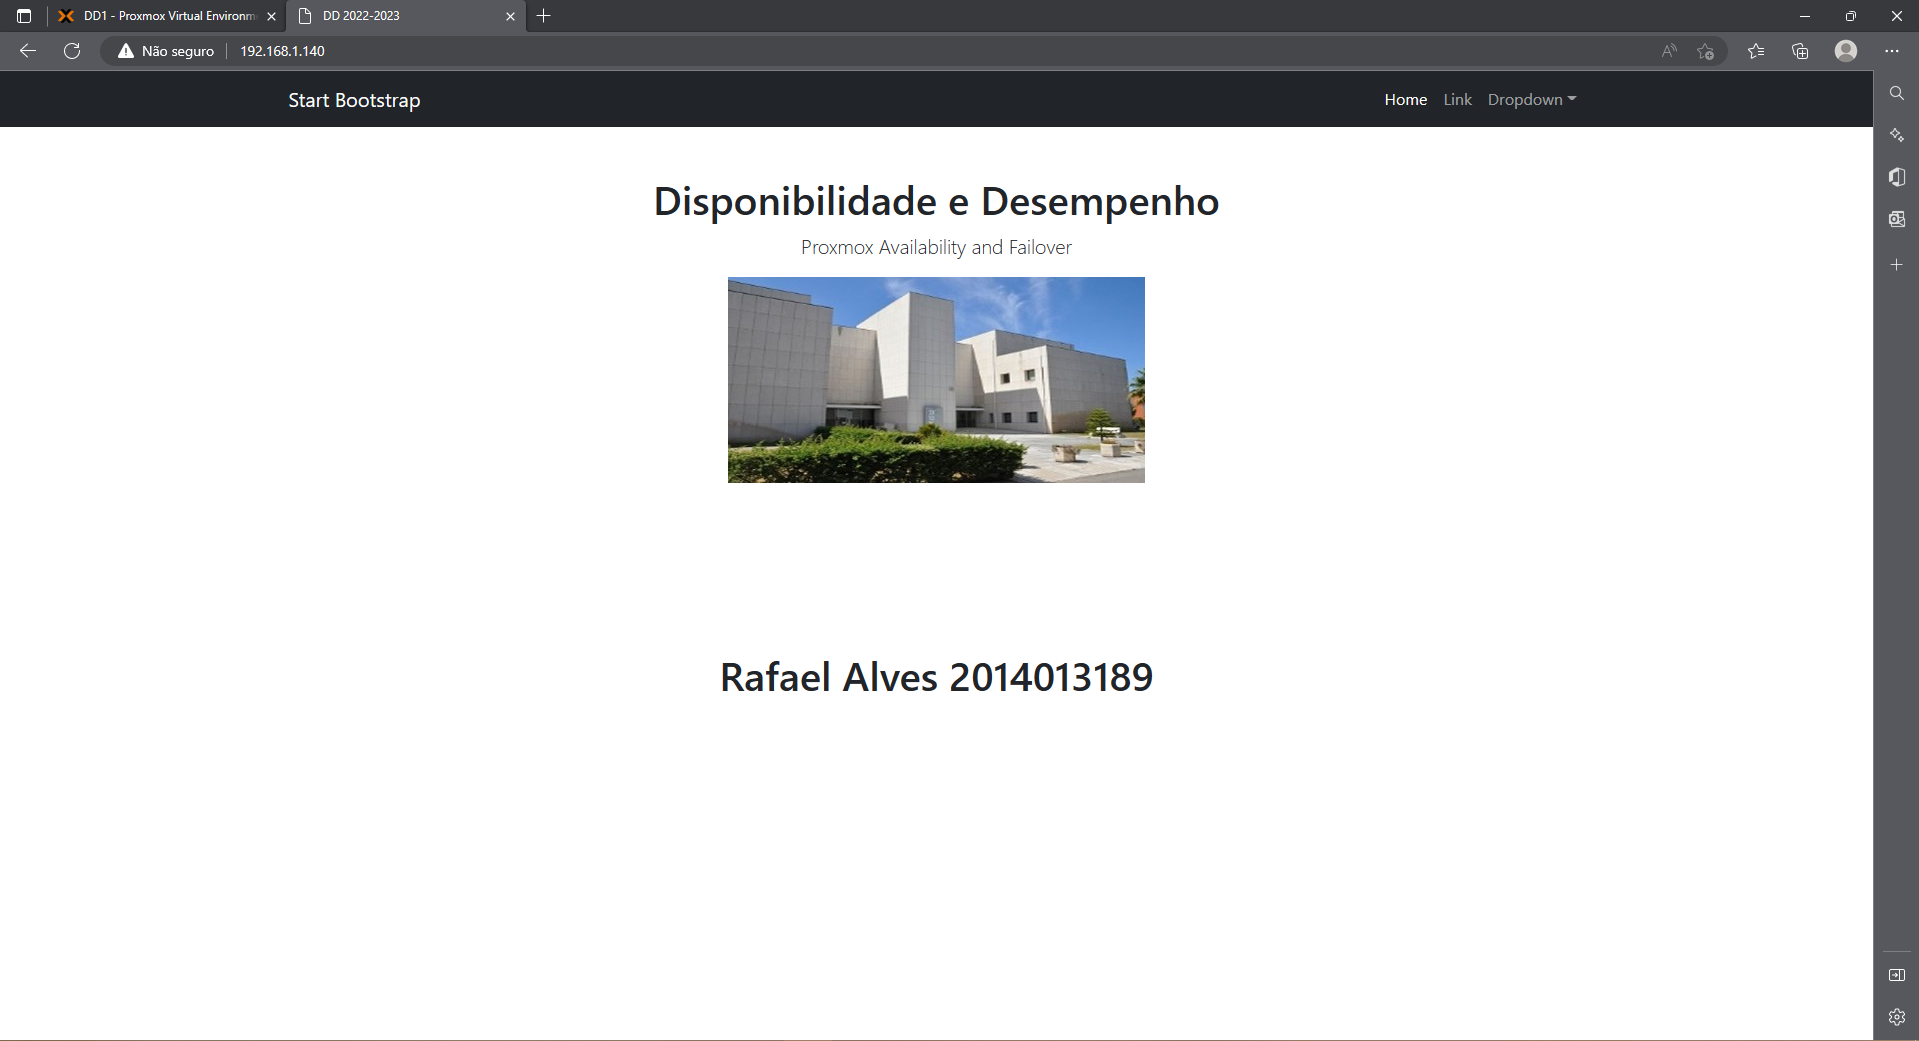 DD1 - Proxmox Virtual Environm
DD 2022-2023
Não seguro
192.168.1.140
Start Bootstrap
Home
Link
Dropdown
Disponibilidade e Desempenho
Proxmox Availability and Failover
Rafael Alves 2014013189